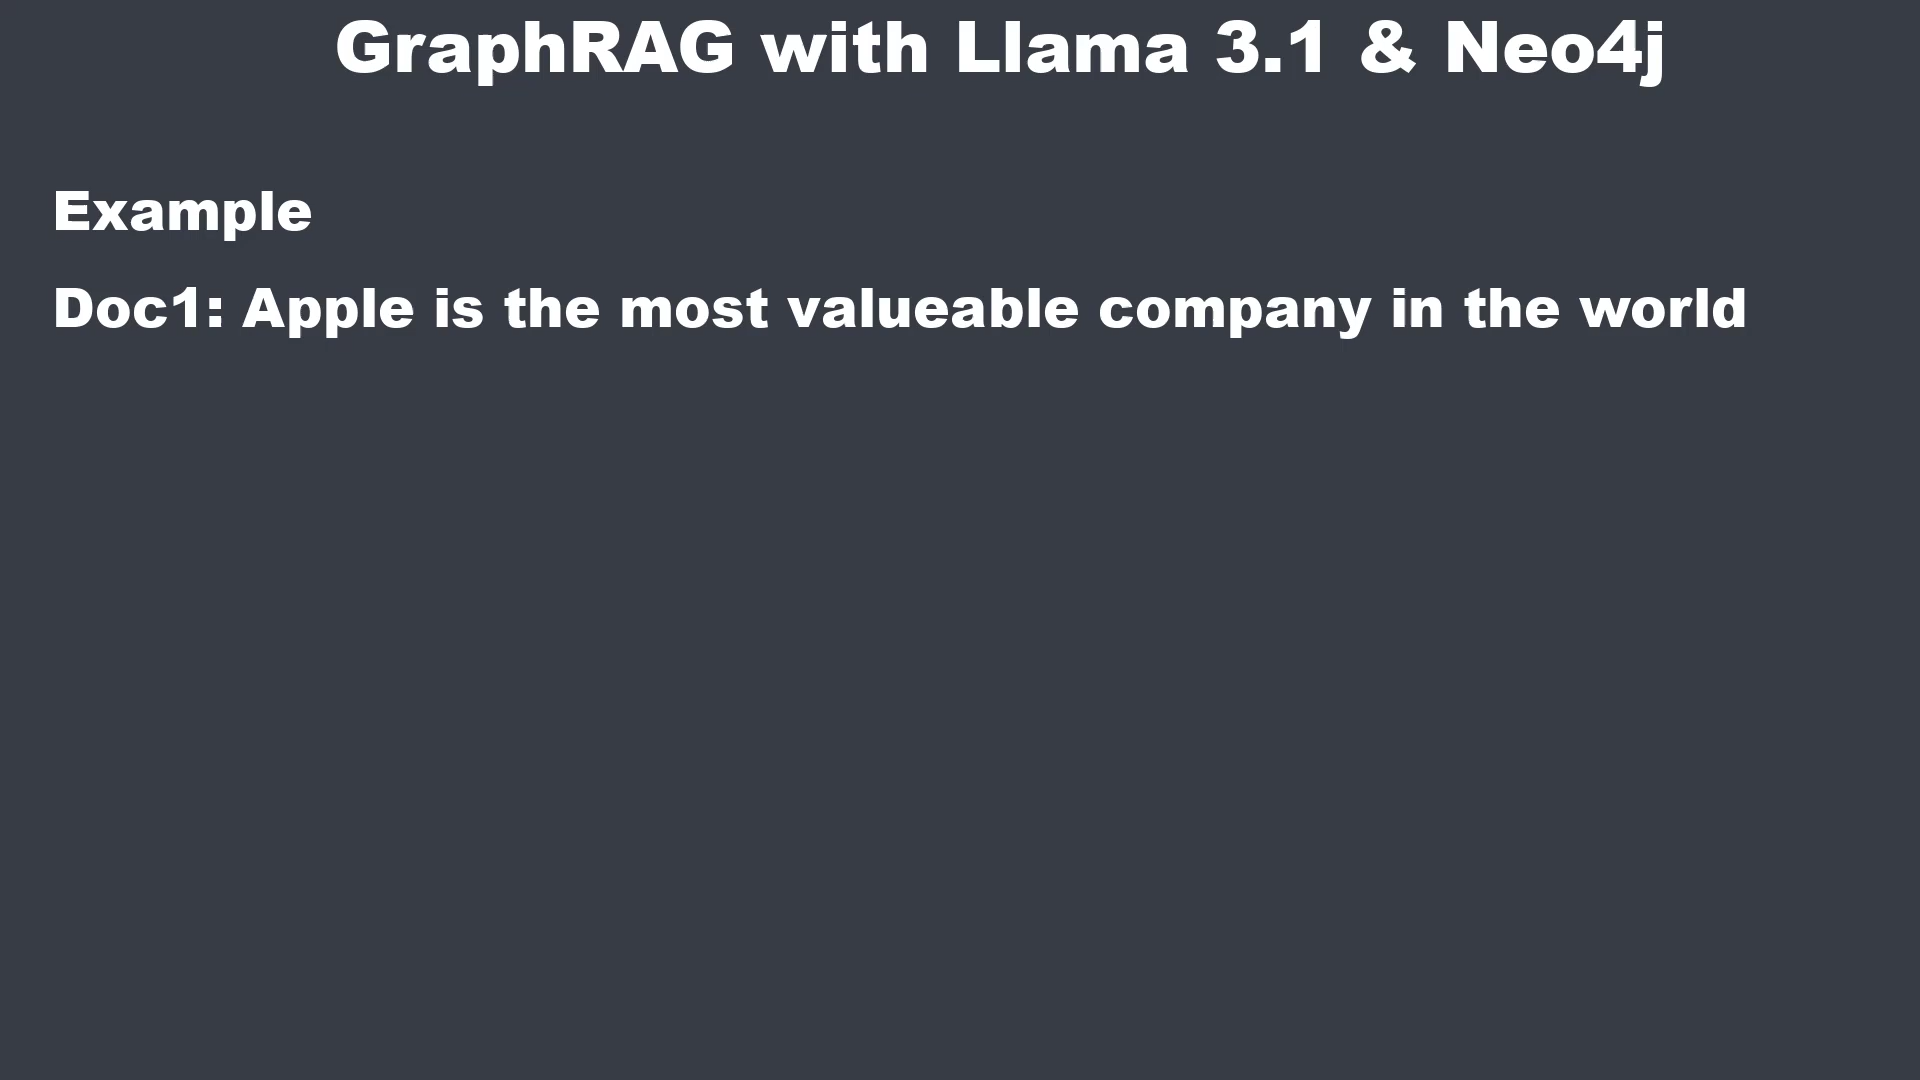 GraphRAG with Llama 3.1 & Neo4j
Example
Doc1: Apple is the most valueable company in the world